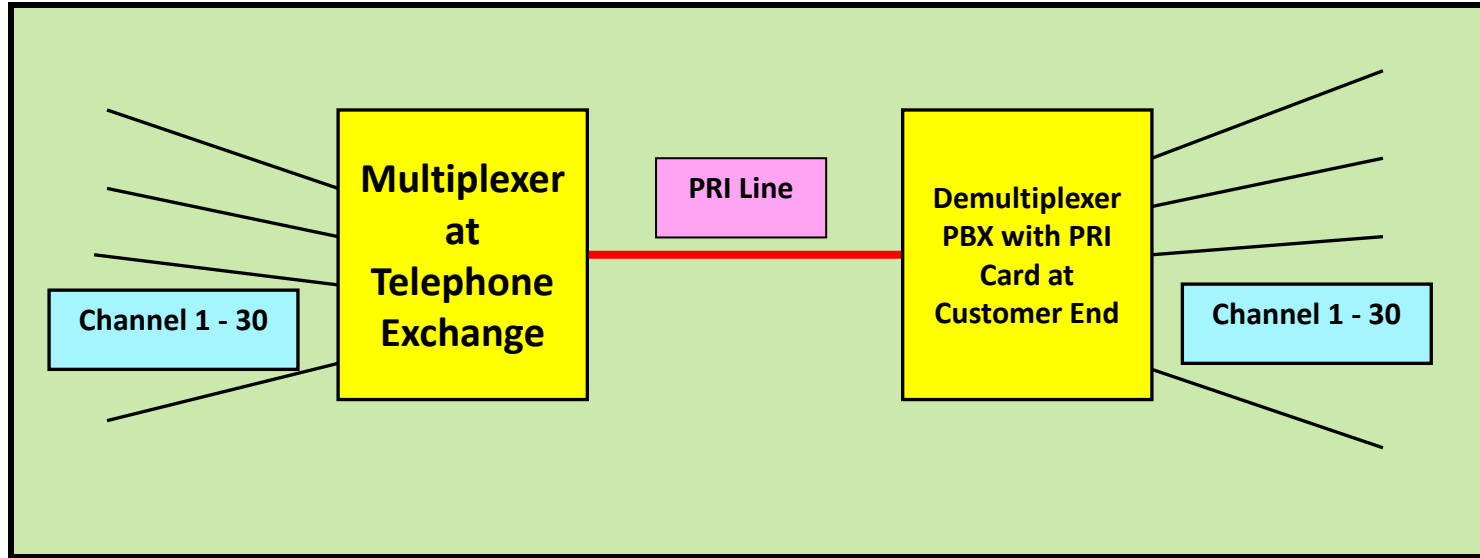 Channel 1 - 30
Multiplexer
at
Telephone
Exchange
PRI Line
Demultiplexer
PBX with PRI
Card at
Customer End
Channel 1 - 30